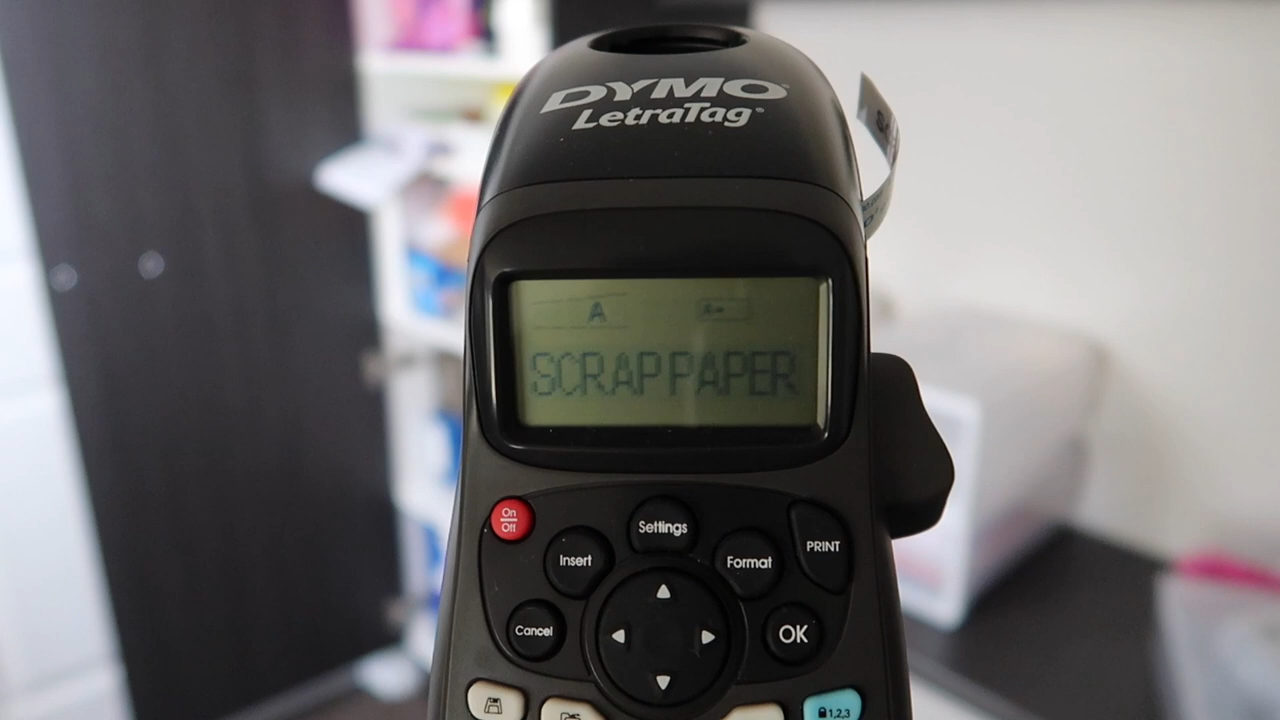 DYMO
LetraTag
A
SCRAP PAPER
On
Off
Settings
Insert
Format
PRINT
Cancel
OK
1,2,3